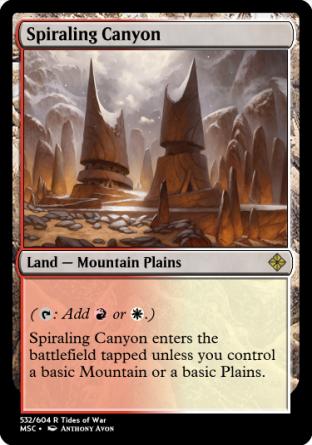 Spiraling Canyon
Land — Mountain Plains
( : Add or .)
Spiraling Canyon enters the
battlefield tapped unless you control
a basic Mountain or a basic Plains.
532/604 R Tides of War
MSC • Anthony Avon